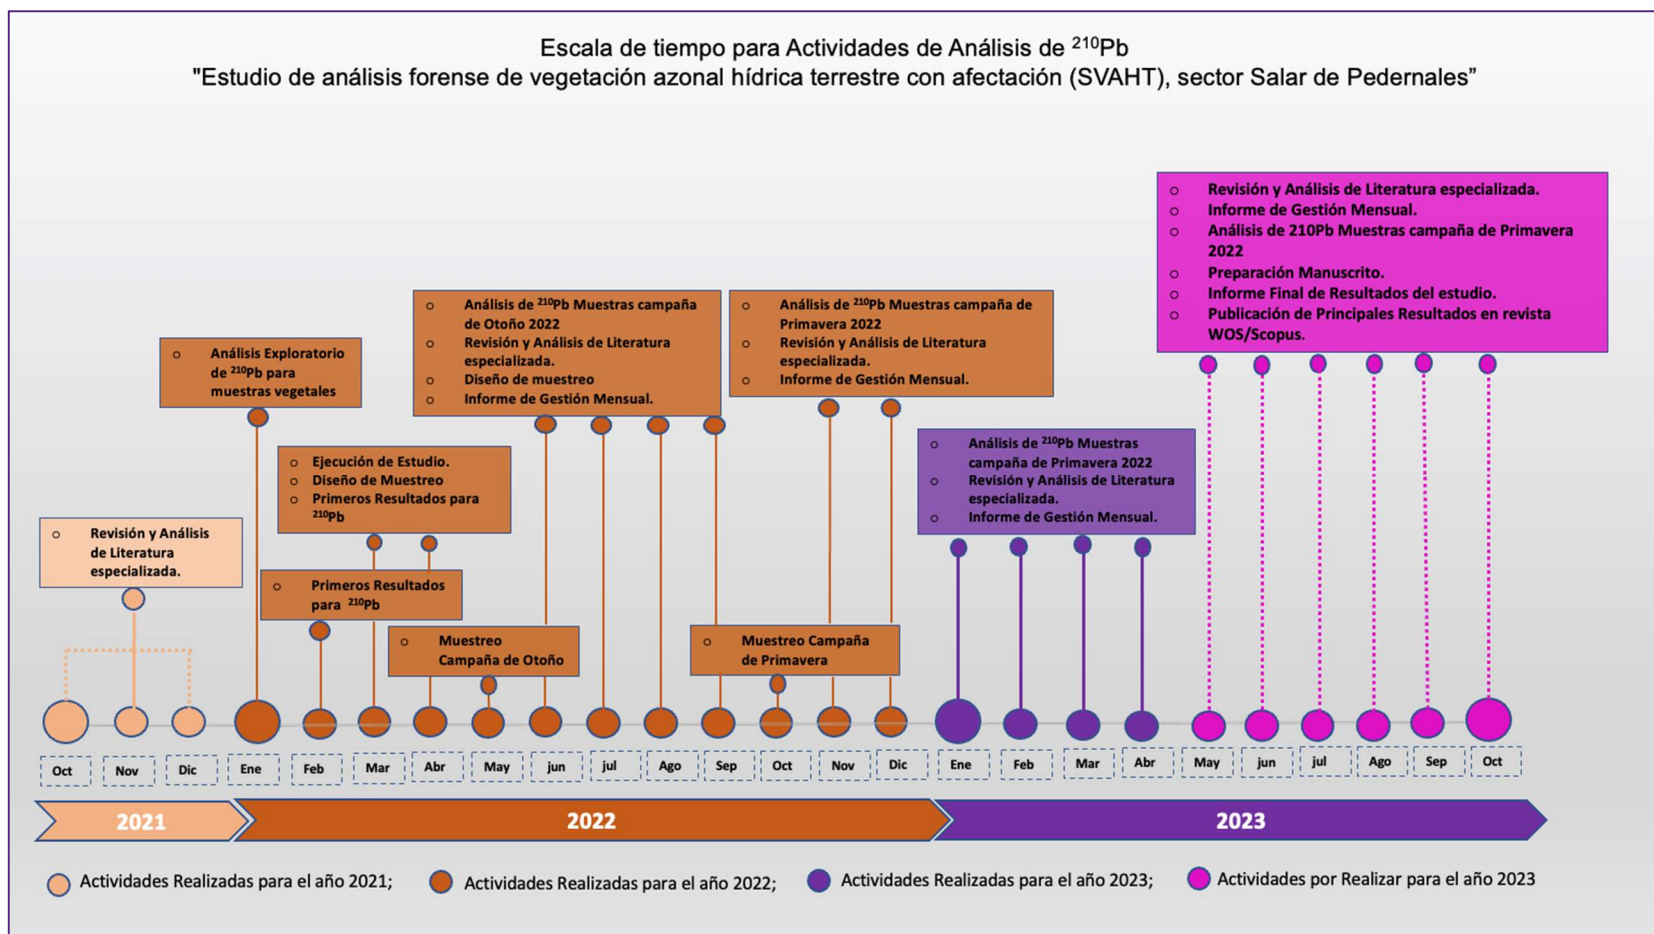 Escala de tiempo para Actividades de Análisis de ²¹⁰Pb
"Estudio de análisis forense de vegetación azonal hídrica terrestre con afectación (SVAHT), sector Salar de Pedernales”
○ Revisión y Análisis de Literatura especializada.
○ Informe de Gestión Mensual.
○ Análisis de 210Pb Muestras campaña de Primavera
2022
○ Preparación Manuscrito.
○ Informe Final de Resultados del estudio.
○ Publicación de Principales Resultados en revista
WOS/Scopus.
○ Análisis de ²¹⁰Pb Muestras campaña
de Otoño 2022
○ Revisión y Análisis de Literatura
especializada.
○ Diseño de muestreo
○ Informe de Gestión Mensual.
○ Análisis de ²¹⁰Pb Muestras campaña de
Primavera 2022
○ Revisión y Análisis de Literatura
especializada.
○ Informe de Gestión Mensual.
○ Análisis Exploratorio
de ²¹⁰Pb para
muestras vegetales
○ Ejecución de Estudio.
○ Diseño de Muestreo
○ Primeros Resultados para
²¹⁰Pb
○ Análisis de ²¹⁰Pb Muestras
campaña de Primavera 2022
○ Revisión y Análisis de Literatura
especializada.
○ Informe de Gestión Mensual.
○ Revisión y Análisis
de Literatura
especializada.
○ Primeros Resultados
para ²¹⁰Pb
○ Muestreo
Campaña de Otoño
○ Muestreo Campaña
de Primavera
Oct Nov Dic Ene Feb Mar Abr May jun jul Ago Sep Oct Nov Dic Ene Feb Mar Abr May jun jul Ago Sep Oct
2021 2022 2023
Actividades Realizadas para el año 2021; Actividades Realizadas para el año 2022; Actividades Realizadas para el año 2023; Actividades por Realizar para el año 2023